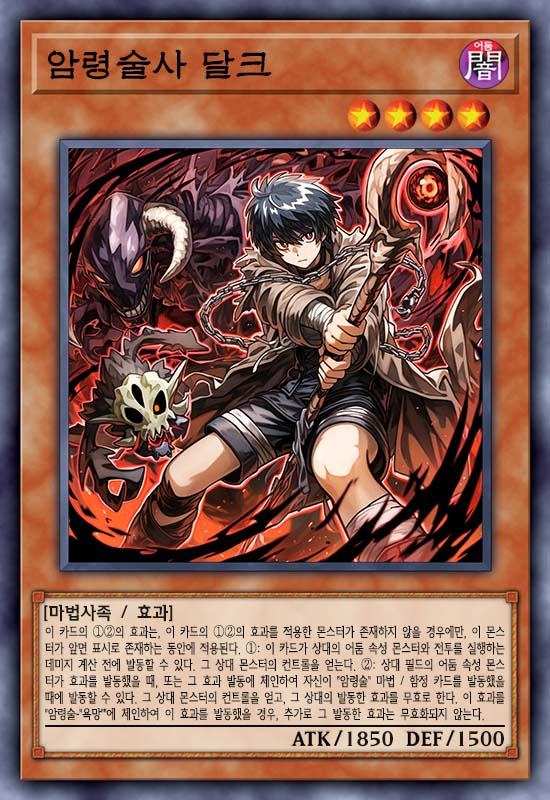 암령술사 달크
어둠
闇
[마법사족 / 효과]
이 카드의 ①②의 효과는, 이 카드의 ①②의 효과를 적용한 몬스터가 존재하지 않을 경우에만, 이 몬스
터가 앞면 표시로 존재하는 동안에 적용된다. ①: 이 카드가 상대의 어둠 속성 몬스터와 전투를 실행하는
데미지 계산 전에 발동할 수 있다. 그 상대 몬스터의 컨트롤을 얻는다. ②: 상대 필드의 어둠 속성 몬스
터가 효과를 발동했을 때, 또는 그 효과 발동에 체인하여 자신이 "암령술" 마법 / 함정 카드를 발동했을
때에 발동할 수 있다. 그 상대 몬스터의 컨트롤을 얻고, 그 상대의 발동한 효과를 무효로 한다. 이 효과를
"암령술-"욕망""에 체인하여 이 효과를 발동했을 경우, 추가로 그 발동한 효과는 무효화되지 않는다.
ATK/1850 DEF/1500